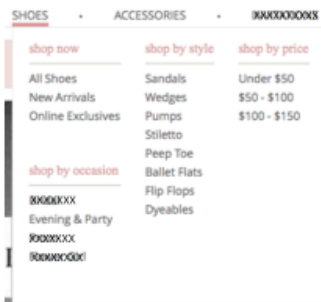 SHOES • ACCESSORIES •
shop now
All Shoes
New Arrivals
Online Exclusives
shop by occasion
Evening & Party
shop by style
Sandals
Wedges
Pumps
Stiletto
Peep Toe
Ballet Flats
Flip Flops
Dyeables
shop by price
Under $50
$50 - $100
$100 - $150